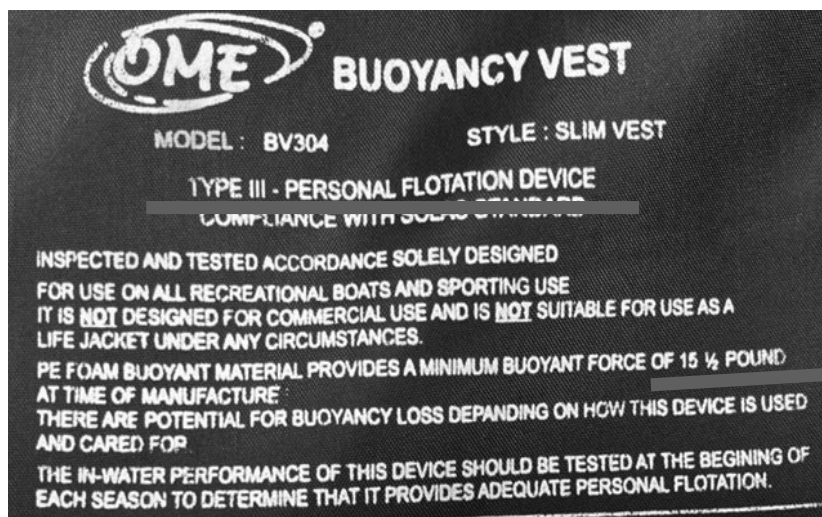 OME BUOYANCY VEST
MODEL : BV304 STYLE : SLIM VEST
TYPE III - PERSONAL FLOTATION DEVICE
COMPLIANCE WITH SOLAS STANDARD
INSPECTED AND TESTED ACCORDANCE SOLELY DESIGNED
FOR USE ON ALL RECREATIONAL BOATS AND SPORTING USE
IT IS NOT DESIGNED FOR COMMERCIAL USE AND IS NOT SUITABLE FOR USE AS A
LIFE JACKET UNDER ANY CIRCUMSTANCES.
PE FOAM BUOYANT MATERIAL PROVIDES A MINIMUM BUOYANT FORCE OF 15 ½ POUND
AT TIME OF MANUFACTURE
THERE ARE POTENTIAL FOR BUOYANCY LOSS DEPANDING ON HOW THIS DEVICE IS USED
AND CARED FOR
THE IN-WATER PERFORMANCE OF THIS DEVICE SHOULD BE TESTED AT THE BEGINING OF
EACH SEASON TO DETERMINE THAT IT PROVIDES ADEQUATE PERSONAL FLOTATION.